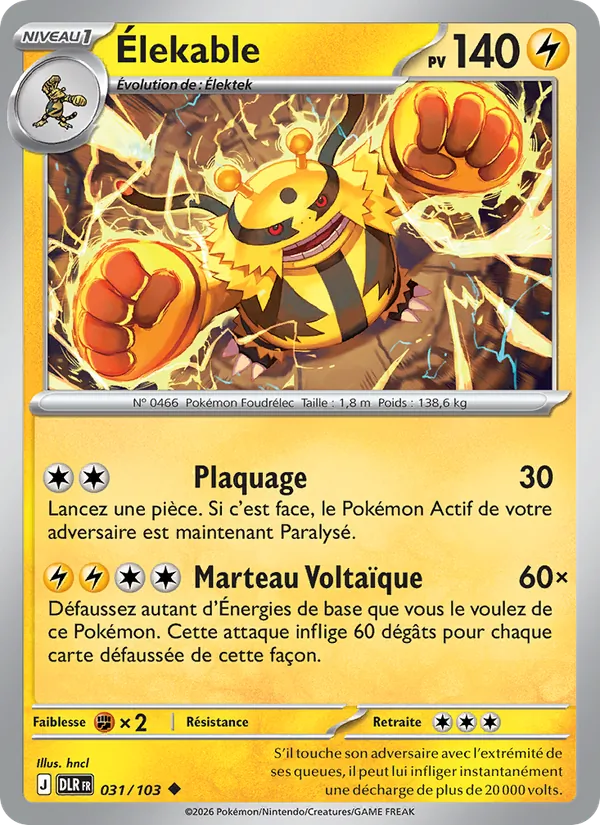 NIVEAU 1
Élekable
PV 140
Évolution de : Élektek
N° 0466 Pokémon Foudrélec Taille : 1,8 m Poids : 138,6 kg
Plaquage 30
Lancez une pièce. Si c'est face, le Pokémon Actif de votre
adversaire est maintenant Paralysé.
Marteau Voltaïque 60×
Défaussez autant d'Énergies de base que vous le voulez de
ce Pokémon. Cette attaque inflige 60 dégâts pour chaque
carte défaussée de cette façon.
Faiblesse × 2 Résistance Retraite
Illus. hncl
J DLR FR 031/103
S'il touche son adversaire avec l'extrémité de
ses queues, il peut lui infliger instantanément
une décharge de plus de 20 000 volts.
©2026 Pokémon/Nintendo/Creatures/GAME FREAK